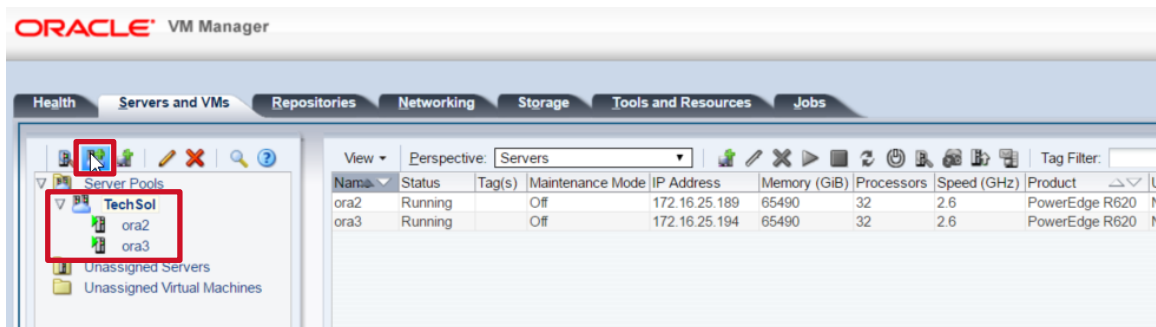 ORACLE VM Manager
Health Servers and VMs Repositories Networking Storage Tools and Resources Jobs
View Perspective: Servers Tag Filter:
Server Pools
TechSol
ora2
ora3
Unassigned Servers
Unassigned Virtual Machines
Name Status Tag(s) Maintenance Mode IP Address Memory (GiB) Processors Speed (GHz) Product
ora2 Running Off 172.16.25.189 65490 32 2.6 PowerEdge R620
ora3 Running Off 172.16.25.194 65490 32 2.6 PowerEdge R620